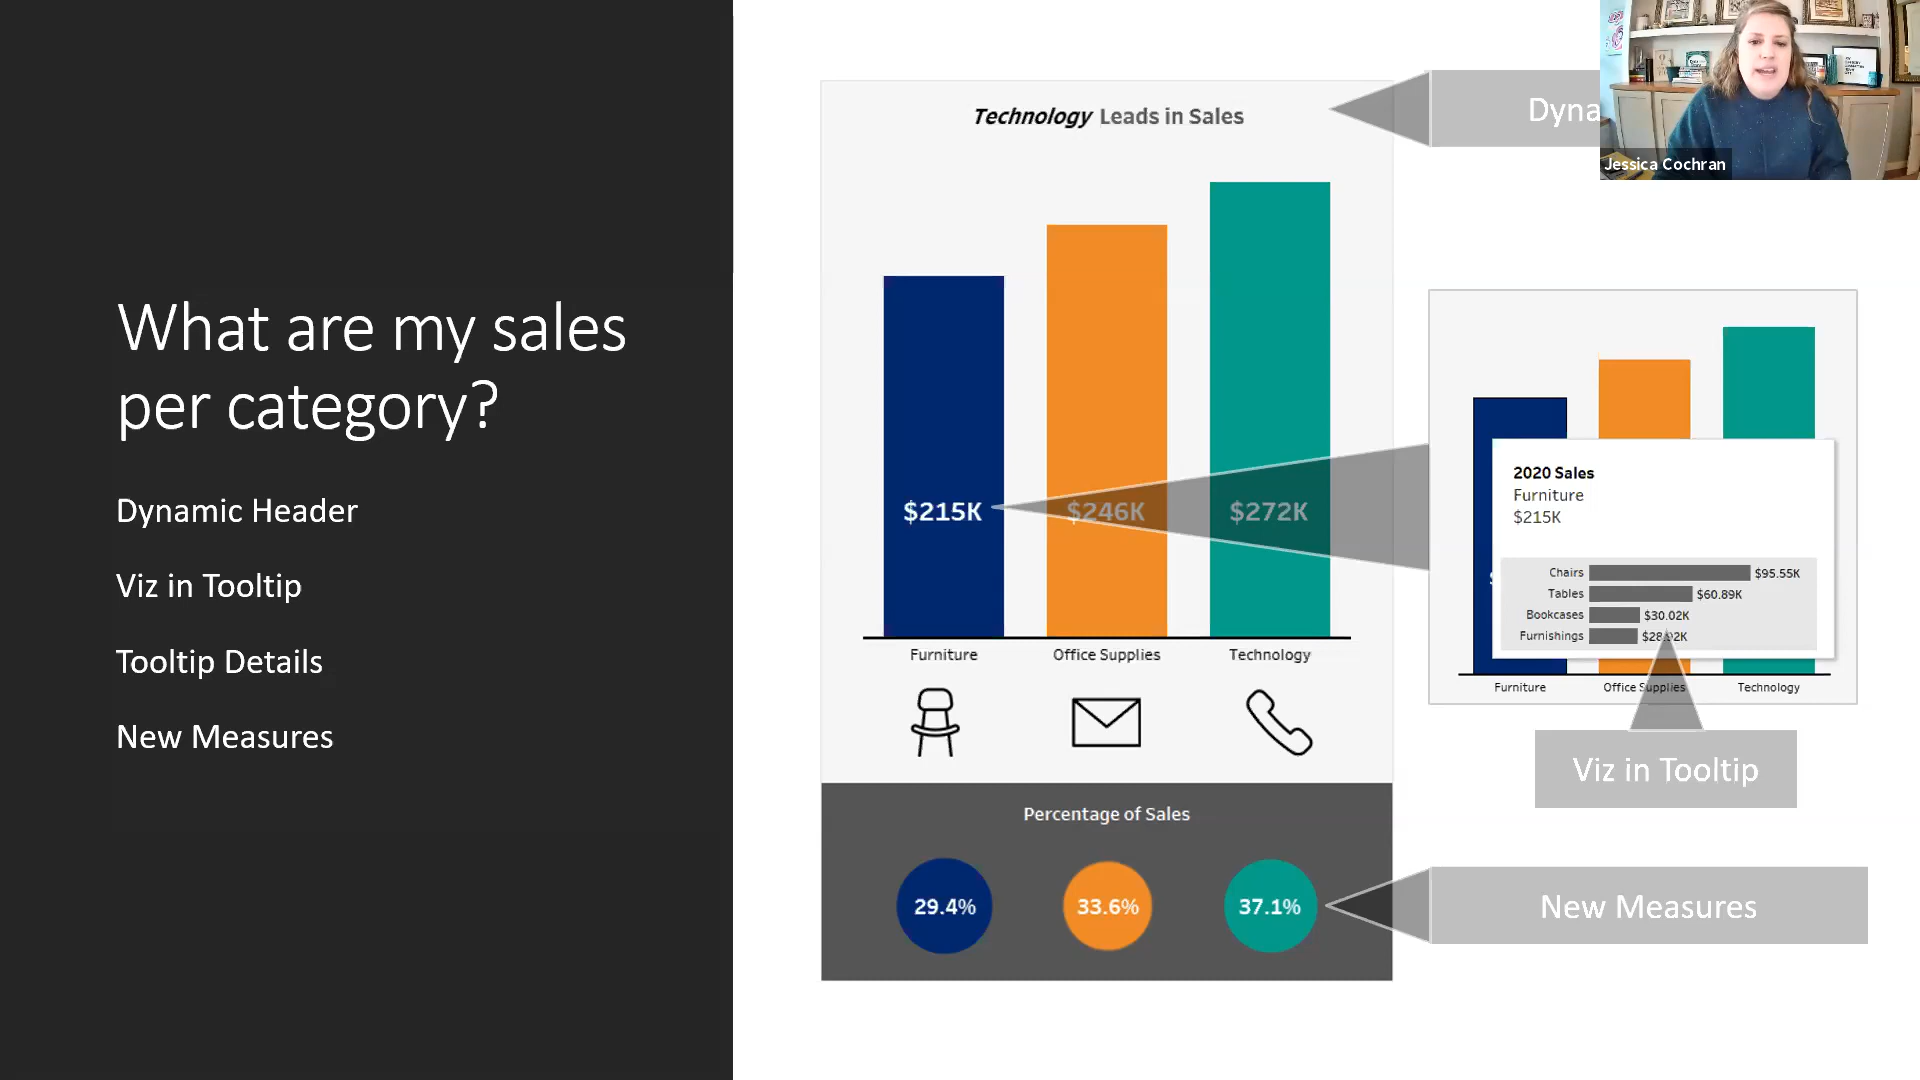 What are my sales
per category?
Dynamic Header
Viz in Tooltip
Tooltip Details
New Measures
Technology Leads in Sales
$215K
$246K
$272K
Furniture
Office Supplies
Technology
Percentage of Sales
29.4%
33.6%
37.1%
Jessica Cochran
2020 Sales
Furniture
$215K
Chairs $95.55K
Tables $60.89K
Bookcases $30.02K
Furnishings
Furniture
Office Supplies
Technology
Viz in Tooltip
New Measures